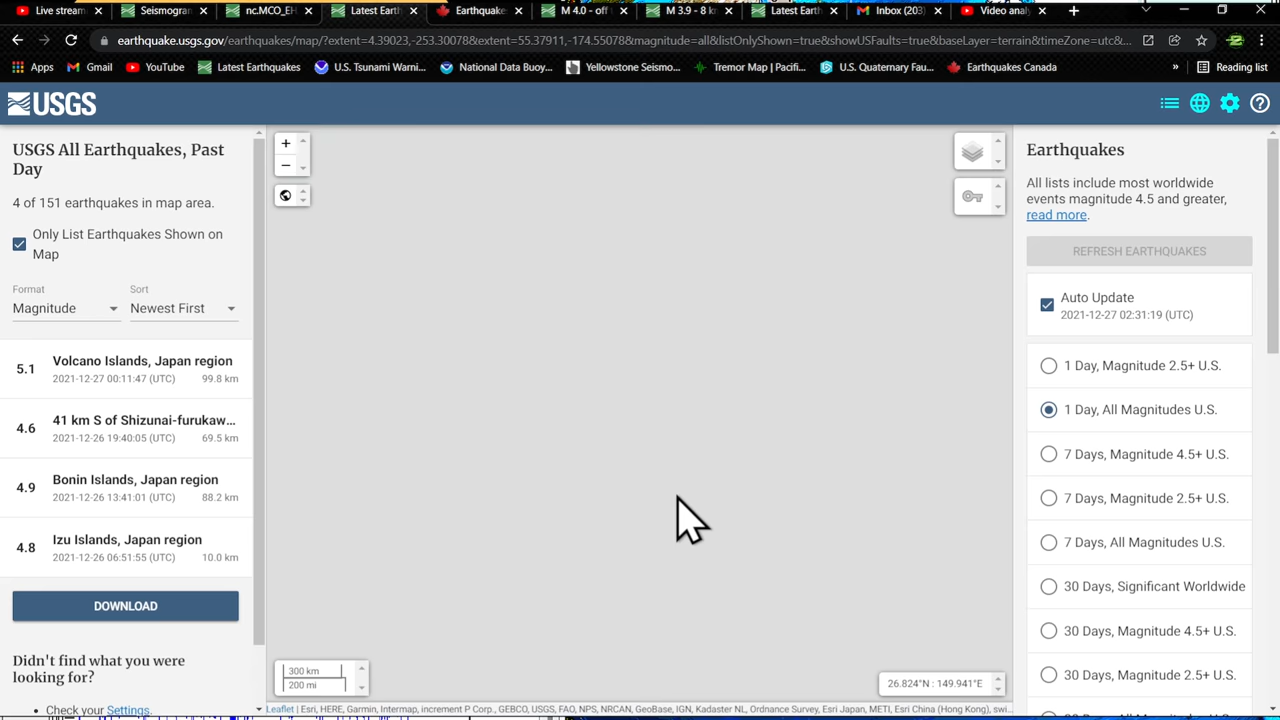 Live stream
Seismogra
nc.MCO_EH
Latest Eartl
Earthquake
M 4.0 - off
M 3.9 - 8 k
Latest Eartl
Inbox (203)
Video anal
earthquake.usgs.gov/earthquakes/map/?extent=4.39023,-253.30078&extent=55.37911,-174.55078&magnitude=all&listOnlyShown=true&showUSFaults=true&baseLayer=terrain&timeZone=utc&...
Apps
Gmail
YouTube
Latest Earthquakes
U.S. Tsunami Warni...
National Data Buoy...
Yellowstone Seismo...
Tremor Map | Pacifi...
U.S. Quaternary Fau...
Earthquakes Canada
»
Reading list
USGS
USGS All Earthquakes, Past
Day
4 of 151 earthquakes in map area.
Only List Earthquakes Shown on
Map
Format
Sort
Magnitude
Newest First
5.1
Volcano Islands, Japan region
2021-12-27 00:11:47 (UTC)
99.8 km
4.6
41 km S of Shizunai-furukaw...
2021-12-26 19:40:05 (UTC)
69.5 km
4.9
Bonin Islands, Japan region
2021-12-26 13:41:01 (UTC)
88.2 km
4.8
Izu Islands, Japan region
2021-12-26 06:51:55 (UTC)
10.0 km
DOWNLOAD
Didn't find what you were
looking for?
• Check your Settings.
+
−
300 km
200 mi
26.824°N : 149.941°E
Leaflet | Esri, HERE, Garmin, Intermap, increment P Corp., GEBCO, USGS, FAO, NPS, NRCAN, GeoBase, IGN, Kadaster NL, Ordnance Survey, Esri Japan, METI, Esri China (Hong Kong), swi...
Earthquakes
All lists include most worldwide
events magnitude 4.5 and greater,
read more.
REFRESH EARTHQUAKES
Auto Update
2021-12-27 02:31:19 (UTC)
1 Day, Magnitude 2.5+ U.S.
1 Day, All Magnitudes U.S.
7 Days, Magnitude 4.5+ U.S.
7 Days, Magnitude 2.5+ U.S.
7 Days, All Magnitudes U.S.
30 Days, Significant Worldwide
30 Days, Magnitude 4.5+ U.S.
30 Days, Magnitude 2.5+ U.S.